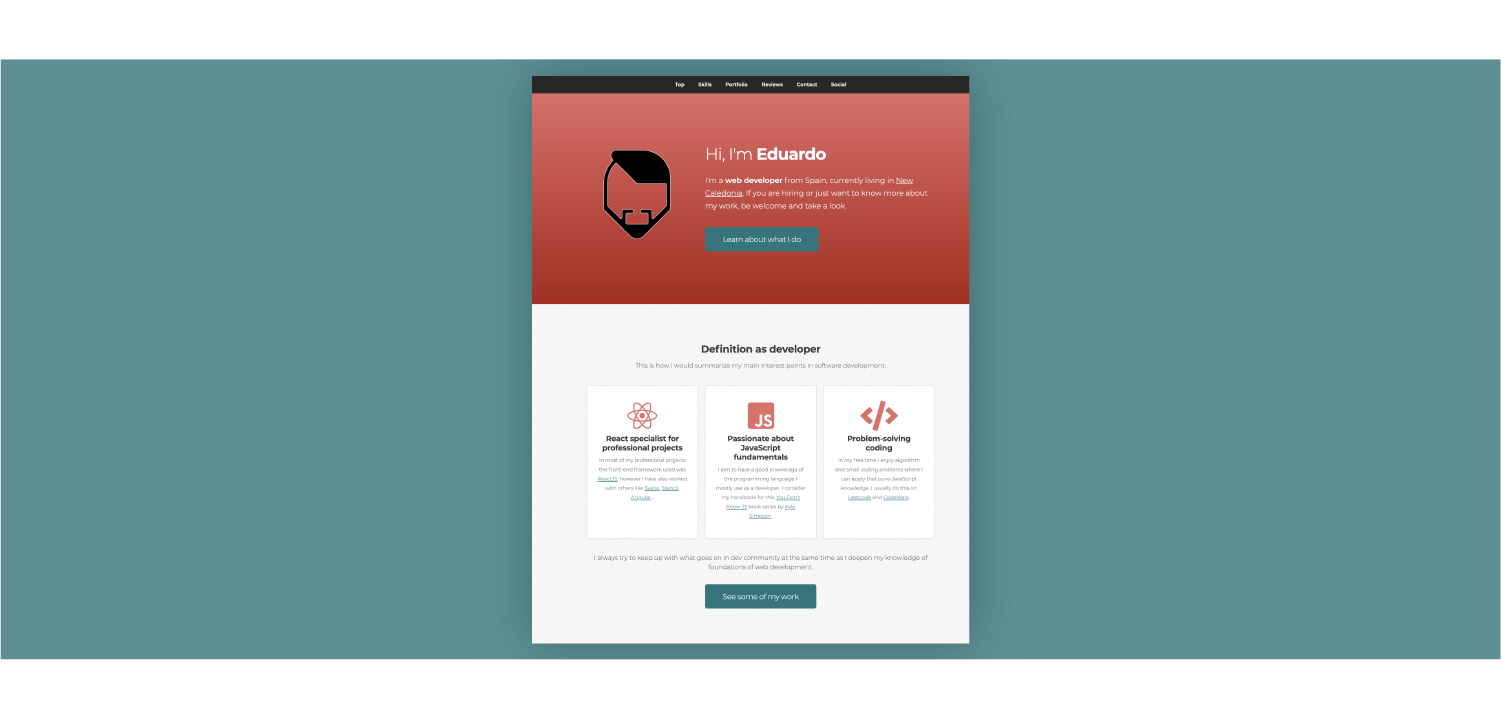 Top Skills Portfolio Reviews Contact Social
Hi, I'm Eduardo
I'm a web developer from Spain, currently living in New
Caledonia. If you are hiring or just want to know more about
my work, be welcome and take a look.
Learn about what I do
Definition as developer
This is how I would summarize my main interest points in software development.
React specialist for
professional projects
In most of my professional projects
the front-end framework used was
ReactJS, however I have also worked
with others like Svelte, Stencil,
Angular...
JS
Passionate about
JavaScript
fundamentals
I aim to have a good knowledge of
the programming language I
mostly use as a developer. I consider
my handbook for this You Don't
Know JS book series by Kyle
Simpson.
</>
Problem-solving
coding
In my free time I enjoy algorithm
and small coding problems where I
can apply that pure JavaScript
knowledge. I usually do this on
Leetcode and CodeWars.
I always try to keep up with what goes on in dev community at the same time as I deepen my knowledge of
foundations of web development.
See some of my work